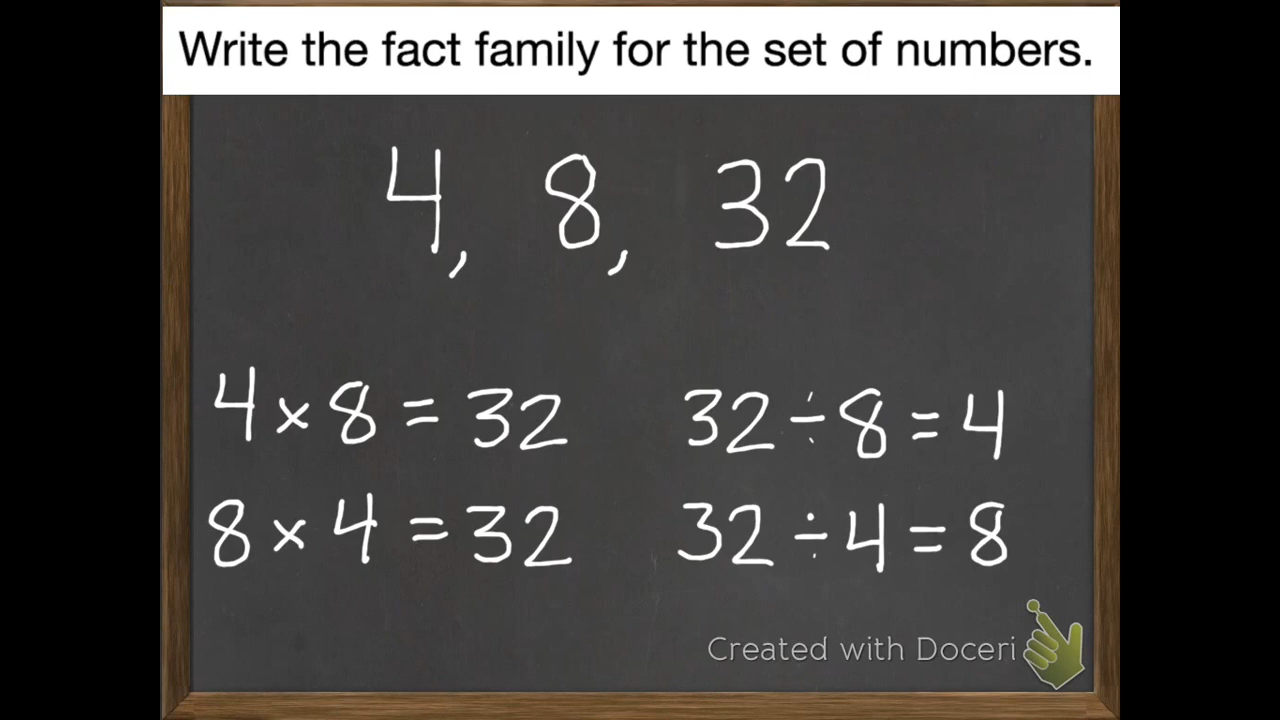 Write the fact family for the set of numbers.
4, 8, 32
4 × 8 = 32 32 ÷ 8 = 4
8 × 4 = 32 32 ÷ 4 = 8
Created with Doceri